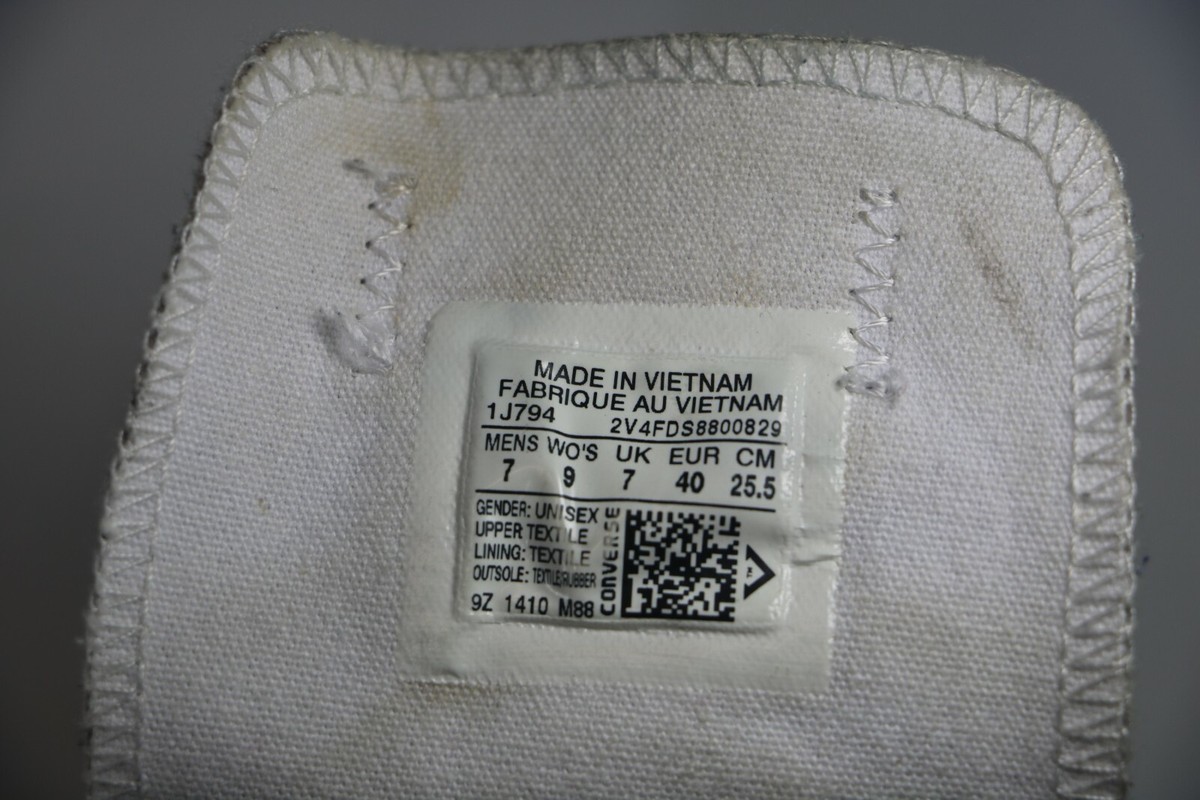 MADE IN VIETNAM
FABRIQUE AU VIETNAM
1J794 2V4FDS8800829
MENS WO'S UK EUR CM
7 9 7 40 25.5
GENDER: UNISEX
UPPER TEXTILE
LINING: TEXTILE
OUTSOLE: TEXTILE/RUBBER
9Z 1410 M88
CONVERSE
TM